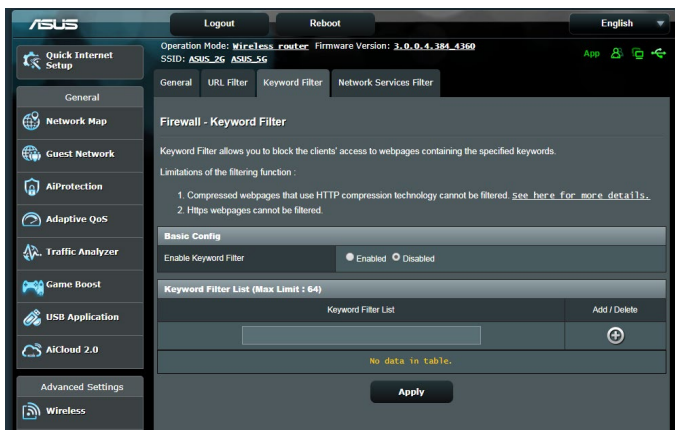 ASUS
Logout
Reboot
English
Quick Internet Setup
Operation Mode: Wireless router Firmware Version: 3.0.0.4.384_4360
SSID: ASUS_2G ASUS_5G
App
General
URL Filter
Keyword Filter
Network Services Filter
General
Network Map
Guest Network
AiProtection
Adaptive QoS
Traffic Analyzer
Game Boost
USB Application
AiCloud 2.0
Advanced Settings
Wireless
Firewall - Keyword Filter
Keyword Filter allows you to block the clients' access to webpages containing the specified keywords.
Limitations of the filtering function :
1. Compressed webpages that use HTTP compression technology cannot be filtered. See here for more details.
2. Https webpages cannot be filtered.
Basic Config
Enable Keyword Filter
Enabled Disabled
Keyword Filter List (Max Limit : 64)
Keyword Filter List
Add / Delete
No data in table.
Apply